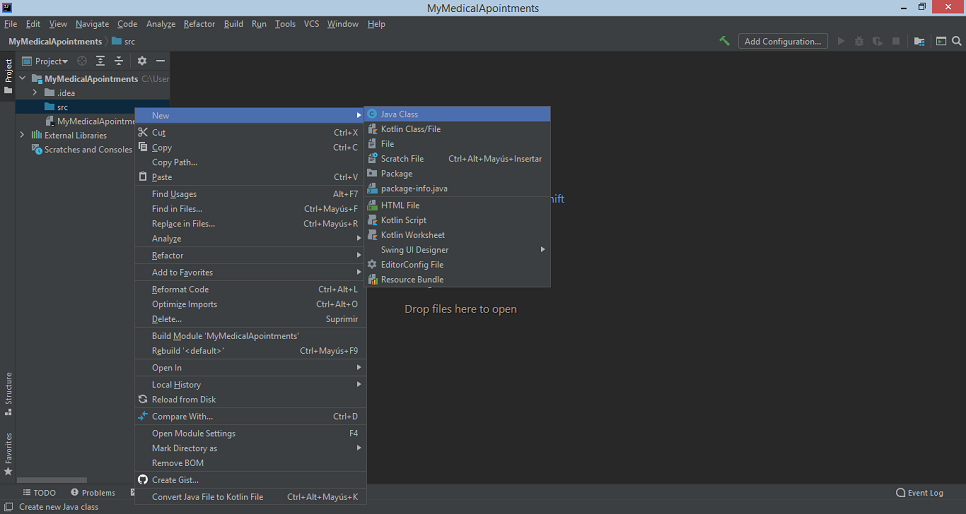 MyMedicalApointments
File Edit View Navigate Code Analyze Refactor Build Run Tools VCS Window Help
MyMedicalApointments src
Add Configuration...
Project
Project
MyMedicalApointments C:\User
.idea
src
MyMedicalApointme
External Libraries
Scratches and Consoles
New
Cut Ctrl+X
Copy Ctrl+C
Copy Path...
Paste Ctrl+V
Find Usages Alt+F7
Find in Files... Ctrl+Mayús+F
Replace in Files... Ctrl+Mayús+R
Analyze
Refactor
Add to Favorites
Reformat Code Ctrl+Alt+L
Optimize Imports Ctrl+Alt+O
Delete... Suprimir
Build Module 'MyMedicalApointments'
Rebuild '<default>' Ctrl+Mayús+F9
Open In
Local History
Reload from Disk
Compare With... Ctrl+D
Open Module Settings F4
Mark Directory as
Remove BOM
Create Gist...
Convert Java File to Kotlin File Ctrl+Alt+Mayús+K
Java Class
Kotlin Class/File
File
Scratch File Ctrl+Alt+Mayús+Insertar
Package
package-info.java
HTML File
Kotlin Script
Kotlin Worksheet
Swing UI Designer
EditorConfig File
Resource Bundle
ift
Drop files here to open
Structure
Favorites
TODO Problems
Event Log
Create new Java class